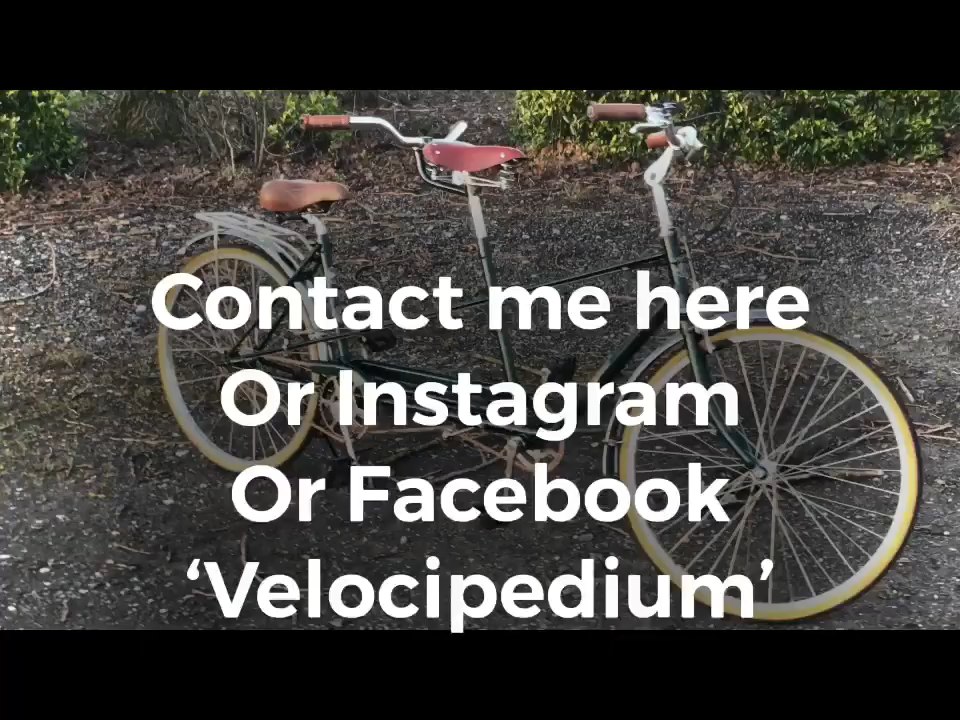 Contact me here
Or Instagram
Or Facebook
‘Velocipedium’